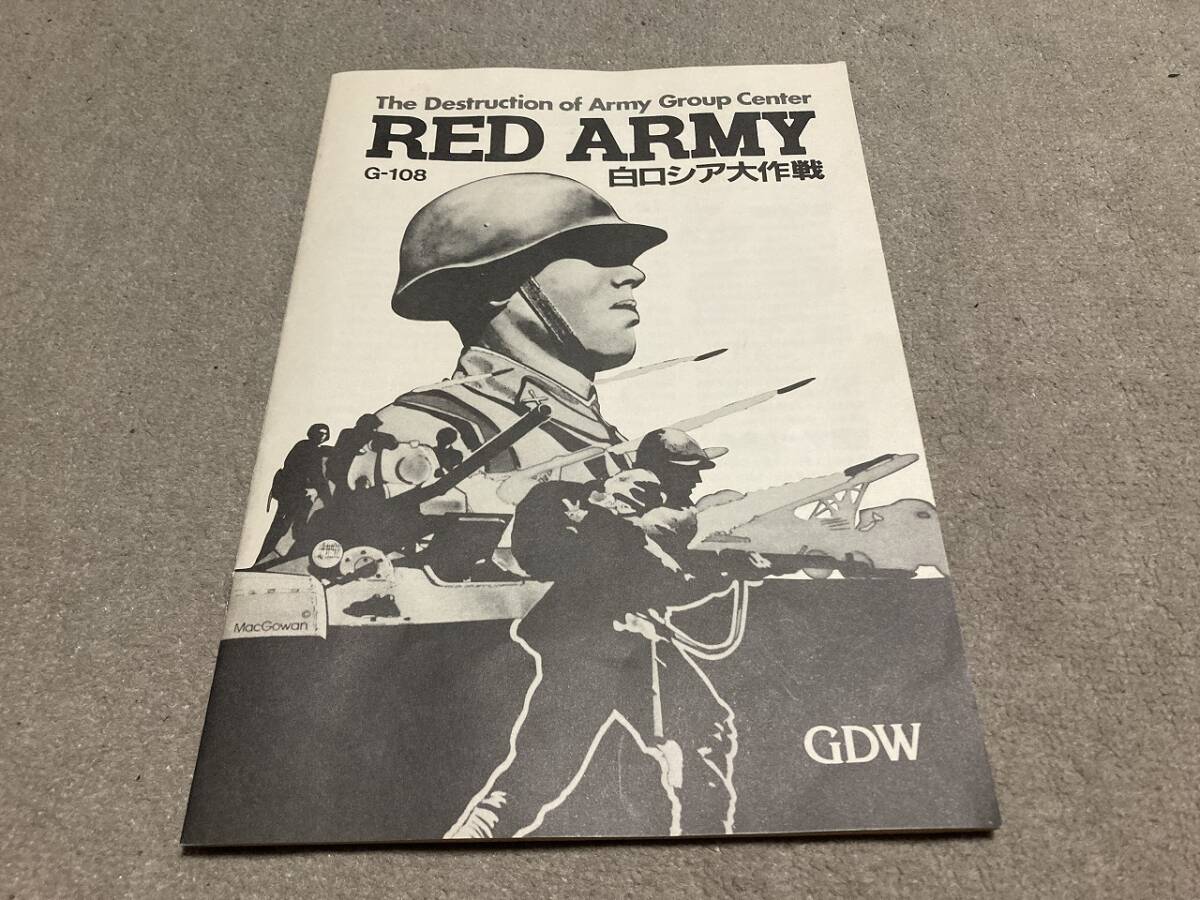 The Destruction of Army Group Center
RED ARMY
G-108
白ロシア大作戦
©
MacGowan
GDW